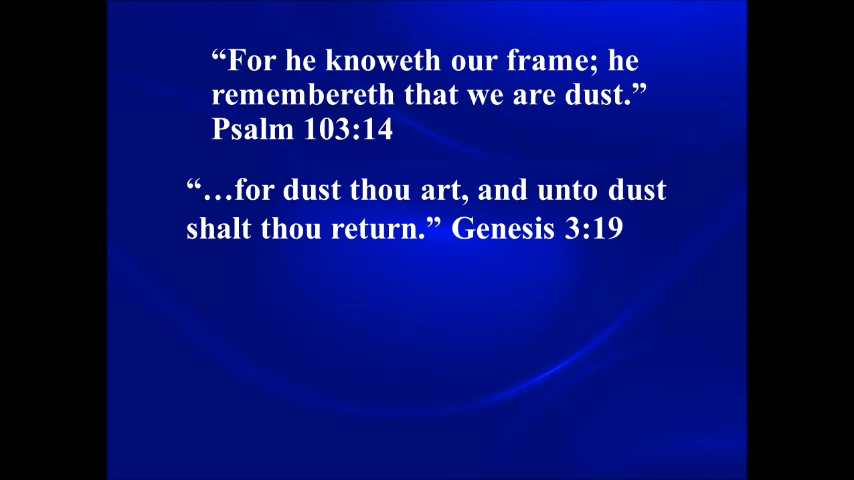 “For he knoweth our frame; he
remembereth that we are dust.”
Psalm 103:14
“…for dust thou art, and unto dust
shalt thou return.” Genesis 3:19